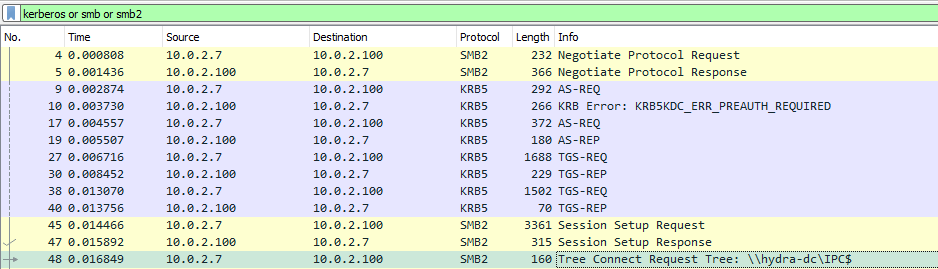 kerberos or smb or smb2
No. Time Source Destination Protocol Length Info
4 0.000808 10.0.2.7 10.0.2.100 SMB2 232 Negotiate Protocol Request
5 0.001436 10.0.2.100 10.0.2.7 SMB2 366 Negotiate Protocol Response
9 0.002874 10.0.2.7 10.0.2.100 KRB5 292 AS-REQ
10 0.003730 10.0.2.100 10.0.2.7 KRB5 266 KRB Error: KRB5KDC_ERR_PREAUTH_REQUIRED
17 0.004557 10.0.2.7 10.0.2.100 KRB5 372 AS-REQ
19 0.005507 10.0.2.100 10.0.2.7 KRB5 180 AS-REP
27 0.006716 10.0.2.7 10.0.2.100 KRB5 1688 TGS-REQ
30 0.008452 10.0.2.100 10.0.2.7 KRB5 229 TGS-REP
38 0.013070 10.0.2.7 10.0.2.100 KRB5 1502 TGS-REQ
40 0.013756 10.0.2.100 10.0.2.7 KRB5 70 TGS-REP
45 0.014466 10.0.2.7 10.0.2.100 SMB2 3361 Session Setup Request
47 0.015892 10.0.2.100 10.0.2.7 SMB2 315 Session Setup Response
48 0.016849 10.0.2.7 10.0.2.100 SMB2 160 Tree Connect Request Tree: \\hydra-dc\IPC$